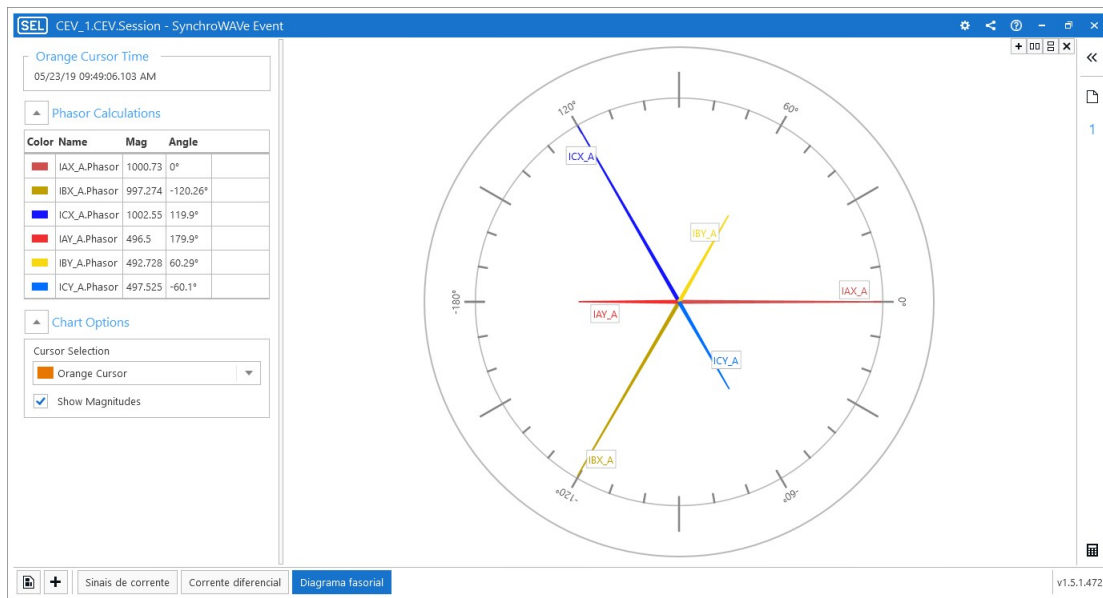 SEL CEV_1.CEV.Session - SynchroWAVe Event
Orange Cursor Time
05/23/19 09:49:06.103 AM
Phasor Calculations
Color Name Mag Angle
IAX_A.Phasor 1000.73 0°
IBX_A.Phasor 997.274 -120.26°
ICX_A.Phasor 1002.55 119.9°
IAY_A.Phasor 496.5 179.9°
IBY_A.Phasor 492.728 60.29°
ICY_A.Phasor 497.525 -60.1°
Chart Options
Cursor Selection
Orange Cursor
Show Magnitudes
120°
60°
ICX_A
IBY_A
-180°
IAX_A
0°
IAY_A
ICY_A
IBX_A
-120°
-60°
1
Sinais de corrente
Corrente diferencial
Diagrama fasorial
v1.5.1.472